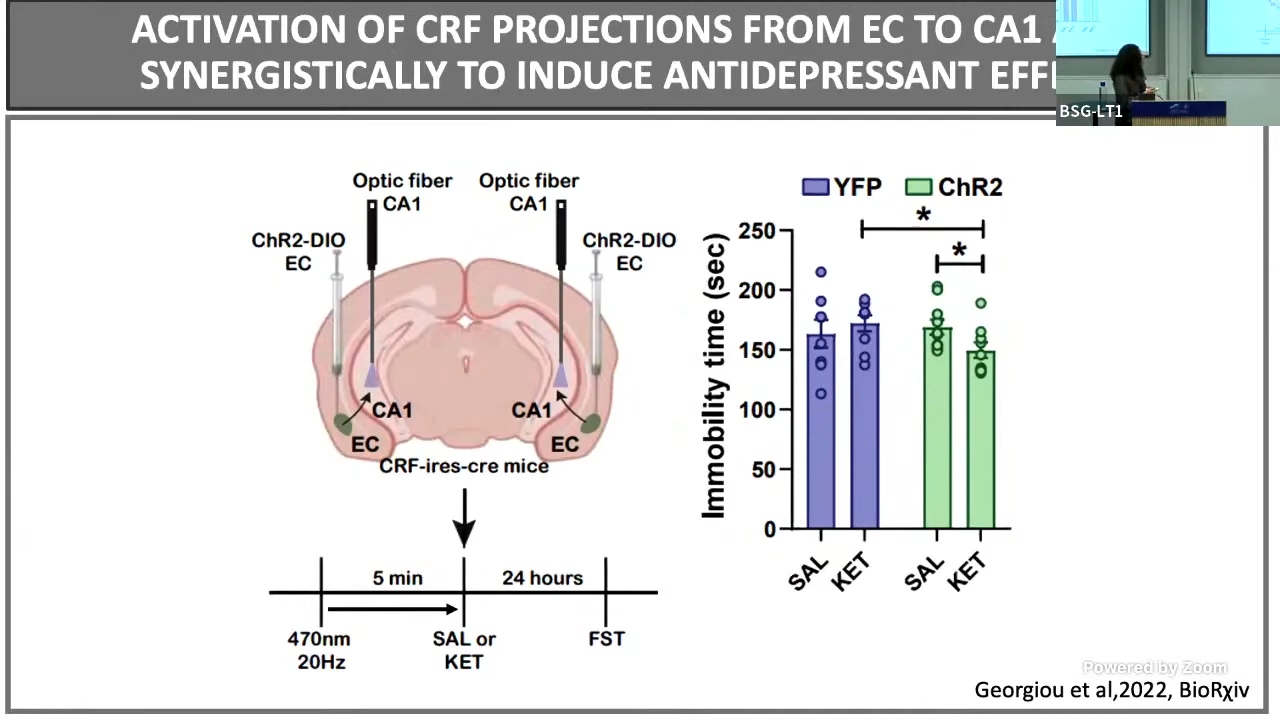 ACTIVATION OF CRF PROJECTIONS FROM EC TO CA1
SYNERGISTICALLY TO INDUCE ANTIDEPRESSANT
BSG-LT1
Optic fiber
CA1
Optic fiber
CA1
ChR2-DIO
EC
ChR2-DIO
EC
CA1
CA1
EC
EC
CRF-ires-cre mice
5 min
24 hours
470nm
20Hz
SAL or
KET
FST
YFP
ChR2
*
*
Immobility time (sec)
250
200
150
100
50
0
SAL
KET
SAL
KET
Powered by Zoom
Georgiou et al,2022, BioRχiv